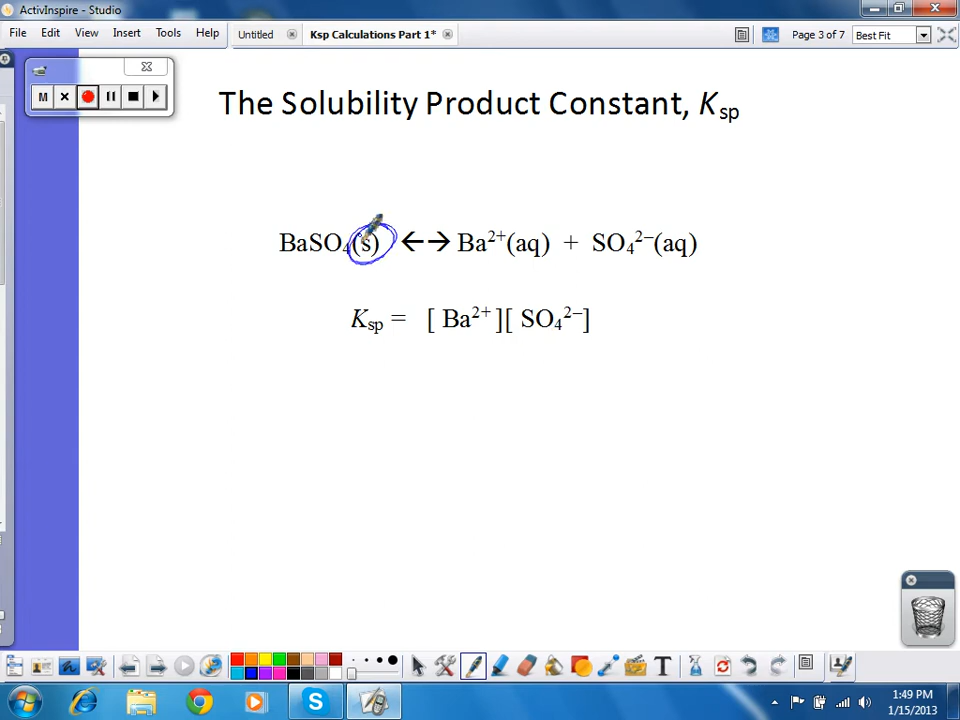 ActivInspire - Studio
File Edit View Insert Tools Help Untitled Ksp Calculations Part 1* Page 3 of 7 Best Fit
M
The Solubility Product Constant, Ksp
BaSO₄(s) ←→ Ba²⁺(aq) + SO₄²⁻(aq)
Ksp = [ Ba²⁺ ][ SO₄²⁻]
1:49 PM
1/15/2013